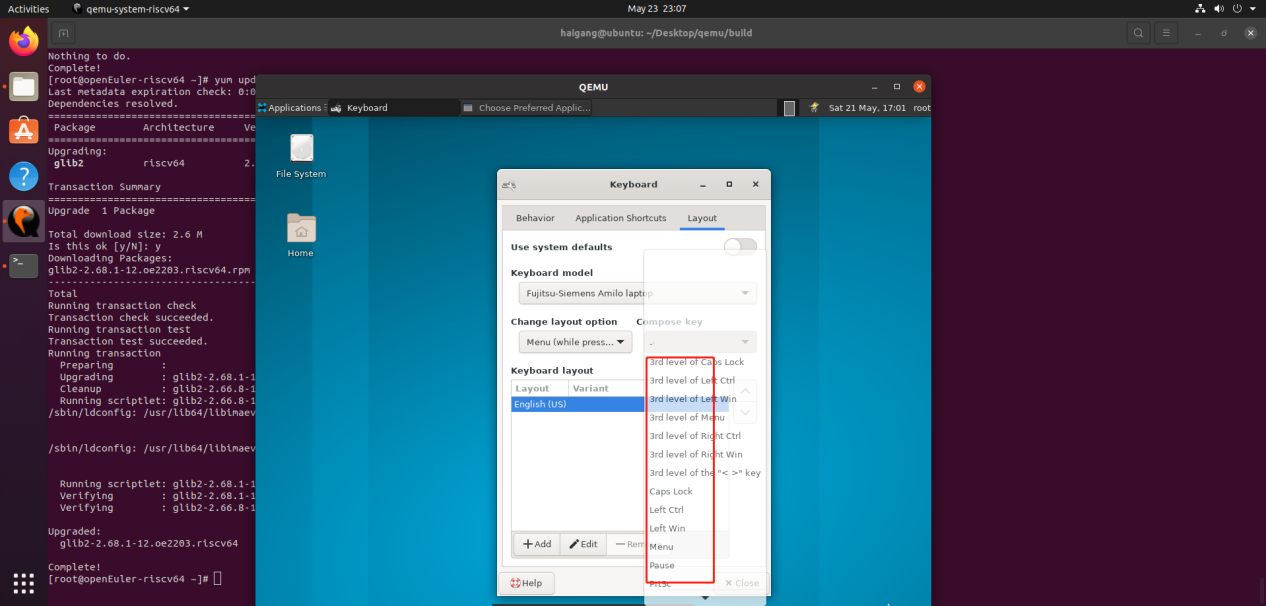 Activities
qemu-system-riscv64
May 23 23:07
haigang@ubuntu: ~/Desktop/qemu/build
Nothing to do.
Complete!
[root@openEuler-riscv64 ~]# yum upd
Last metadata expiration check: 0:0
Dependencies resolved.
Package Architecture Ve
Upgrading:
glib2 riscv64 2.
Transaction Summary
Upgrade 1 Package
Total download size: 2.6 M
Is this ok [y/N]: y
Downloading Packages:
glib2-2.68.1-12.oe2203.riscv64.rpm
Total
Running transaction check
Transaction check succeeded.
Running transaction test
Transaction test succeeded.
Running transaction
Preparing :
Upgrading : glib2-2.68.1-1
Cleanup : glib2-2.66.8-1
Running scriptlet: glib2-2.66.8-1
/sbin/ldconfig: /usr/lib64/libimaev
/sbin/ldconfig: /usr/lib64/libimaev
Running scriptlet: glib2-2.68.1-1
Verifying : glib2-2.68.1-1
Verifying : glib2-2.66.8-1
Upgraded:
glib2-2.68.1-12.oe2203.riscv64
Complete!
[root@openEuler-riscv64 ~]#
QEMU
Applications
Keyboard
Choose Preferred Applic...
Sat 21 May, 17:01 root
File System
Home
Keyboard
Behavior Application Shortcuts Layout
Use system defaults
Keyboard model
Fujitsu-Siemens Amilo laptop
Change layout option Compose key
Menu (while press... -
Keyboard layout
Layout Variant
English (US)
3rd level of Caps Lock
3rd level of Left Ctrl
3rd level of Left Win
3rd level of Menu
3rd level of Right Ctrl
3rd level of Right Win
3rd level of the "< >" key
Caps Lock
Left Ctrl
Left Win
Menu
Pause
PrtSc
Add Edit
Help Close